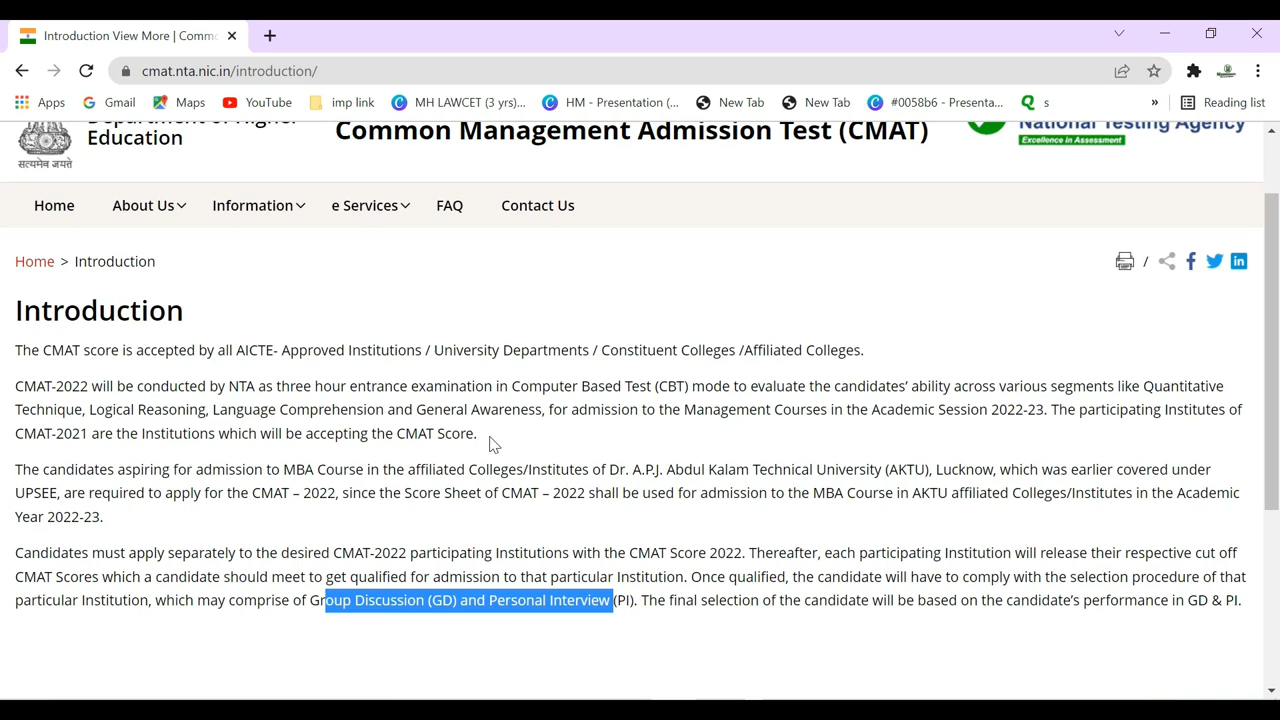 Introduction View More | Commo
cmat.nta.nic.in/introduction/
Apps Gmail Maps YouTube imp link MH LAWCET (3 yrs)... HM - Presentation (... New Tab New Tab #0058b6 - Presenta... s » Reading list
Department of Higher
Education
सत्यमेव जयते
Common Management Admission Test (CMAT)
National Testing Agency
Excellence in Assessment
Home About Us Information e Services FAQ Contact Us
Home > Introduction /
Introduction
The CMAT score is accepted by all AICTE- Approved Institutions / University Departments / Constituent Colleges /Affiliated Colleges.
CMAT-2022 will be conducted by NTA as three hour entrance examination in Computer Based Test (CBT) mode to evaluate the candidates’ ability across various segments like Quantitative
Technique, Logical Reasoning, Language Comprehension and General Awareness, for admission to the Management Courses in the Academic Session 2022-23. The participating Institutes of
CMAT-2021 are the Institutions which will be accepting the CMAT Score.
The candidates aspiring for admission to MBA Course in the affiliated Colleges/Institutes of Dr. A.P.J. Abdul Kalam Technical University (AKTU), Lucknow, which was earlier covered under
UPSEE, are required to apply for the CMAT – 2022, since the Score Sheet of CMAT – 2022 shall be used for admission to the MBA Course in AKTU affiliated Colleges/Institutes in the Academic
Year 2022-23.
Candidates must apply separately to the desired CMAT-2022 participating Institutions with the CMAT Score 2022. Thereafter, each participating Institution will release their respective cut off
CMAT Scores which a candidate should meet to get qualified for admission to that particular Institution. Once qualified, the candidate will have to comply with the selection procedure of that
particular Institution, which may comprise of Group Discussion (GD) and Personal Interview (PI). The final selection of the candidate will be based on the candidate’s performance in GD & PI.